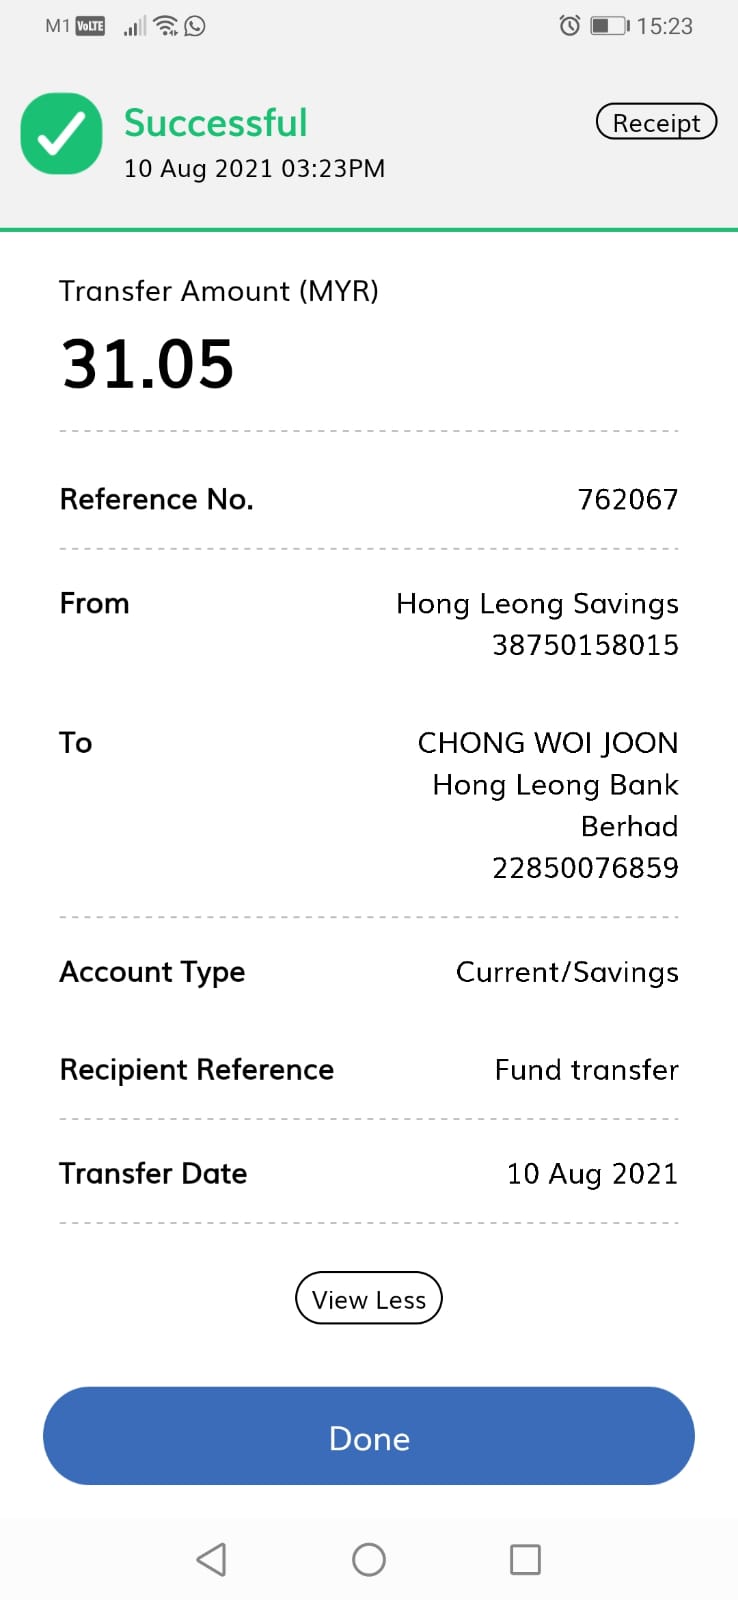 M1 VoLTE 15:23
Successful
10 Aug 2021 03:23PM
Receipt
Transfer Amount (MYR)
31.05
Reference No. 762067
From Hong Leong Savings
38750158015
To CHONG WOI JOON
Hong Leong Bank
Berhad
22850076859
Account Type Current/Savings
Recipient Reference Fund transfer
Transfer Date 10 Aug 2021
View Less
Done